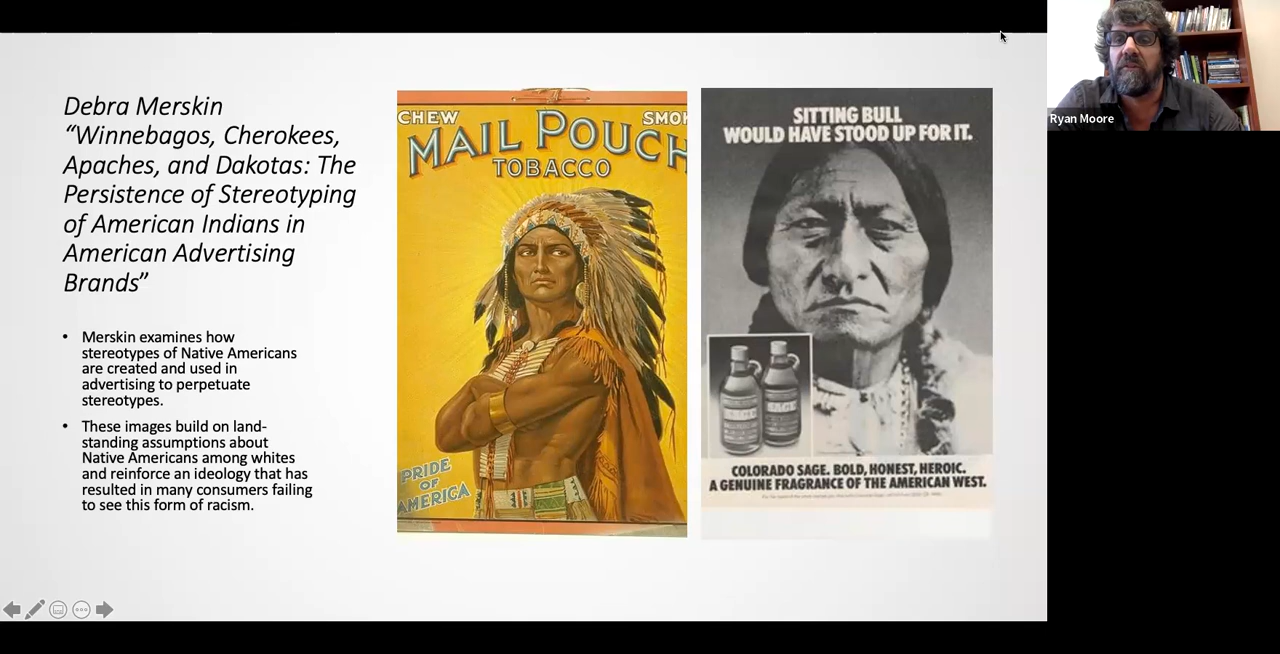 Debra Merskin
“Winnebagos, Cherokees,
Apaches, and Dakotas: The
Persistence of Stereotyping
of American Indians in
American Advertising
Brands”
• Merskin examines how
stereotypes of Native Americans
are created and used in
advertising to perpetuate
stereotypes.
• These images build on land-
standing assumptions about
Native Americans among whites
and reinforce an ideology that has
resulted in many consumers failing
to see this form of racism.
CHEW SMOK
MAIL POUCH
TOBACCO
PRIDE
OF
AMERICA
SITTING BULL
WOULD HAVE STOOD UP FOR IT.
COLORADO SAGE. BOLD, HONEST, HEROIC.
A GENUINE FRAGRANCE OF THE AMERICAN WEST.
Ryan Moore